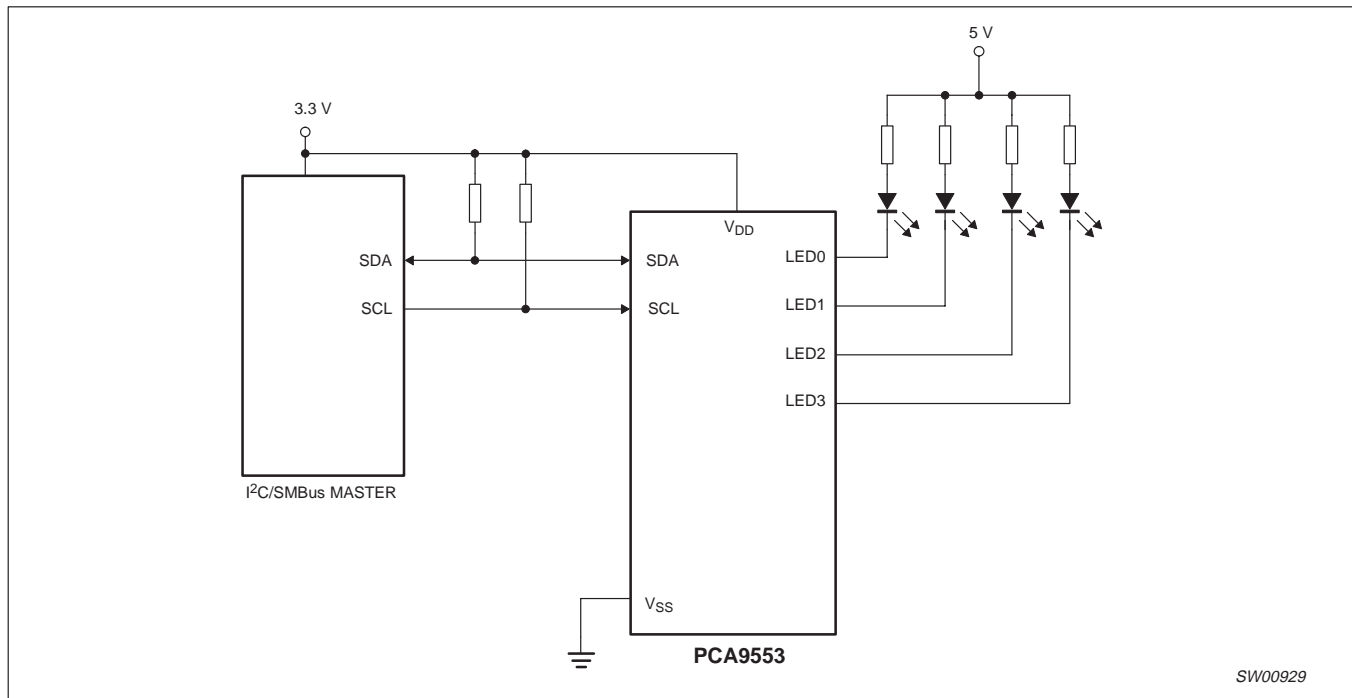 5 V
3.3 V
VDD
SDA
SCL
SDA
SCL
LED0
LED1
LED2
LED3
I²C/SMBus MASTER
VSS
PCA9553
SW00929